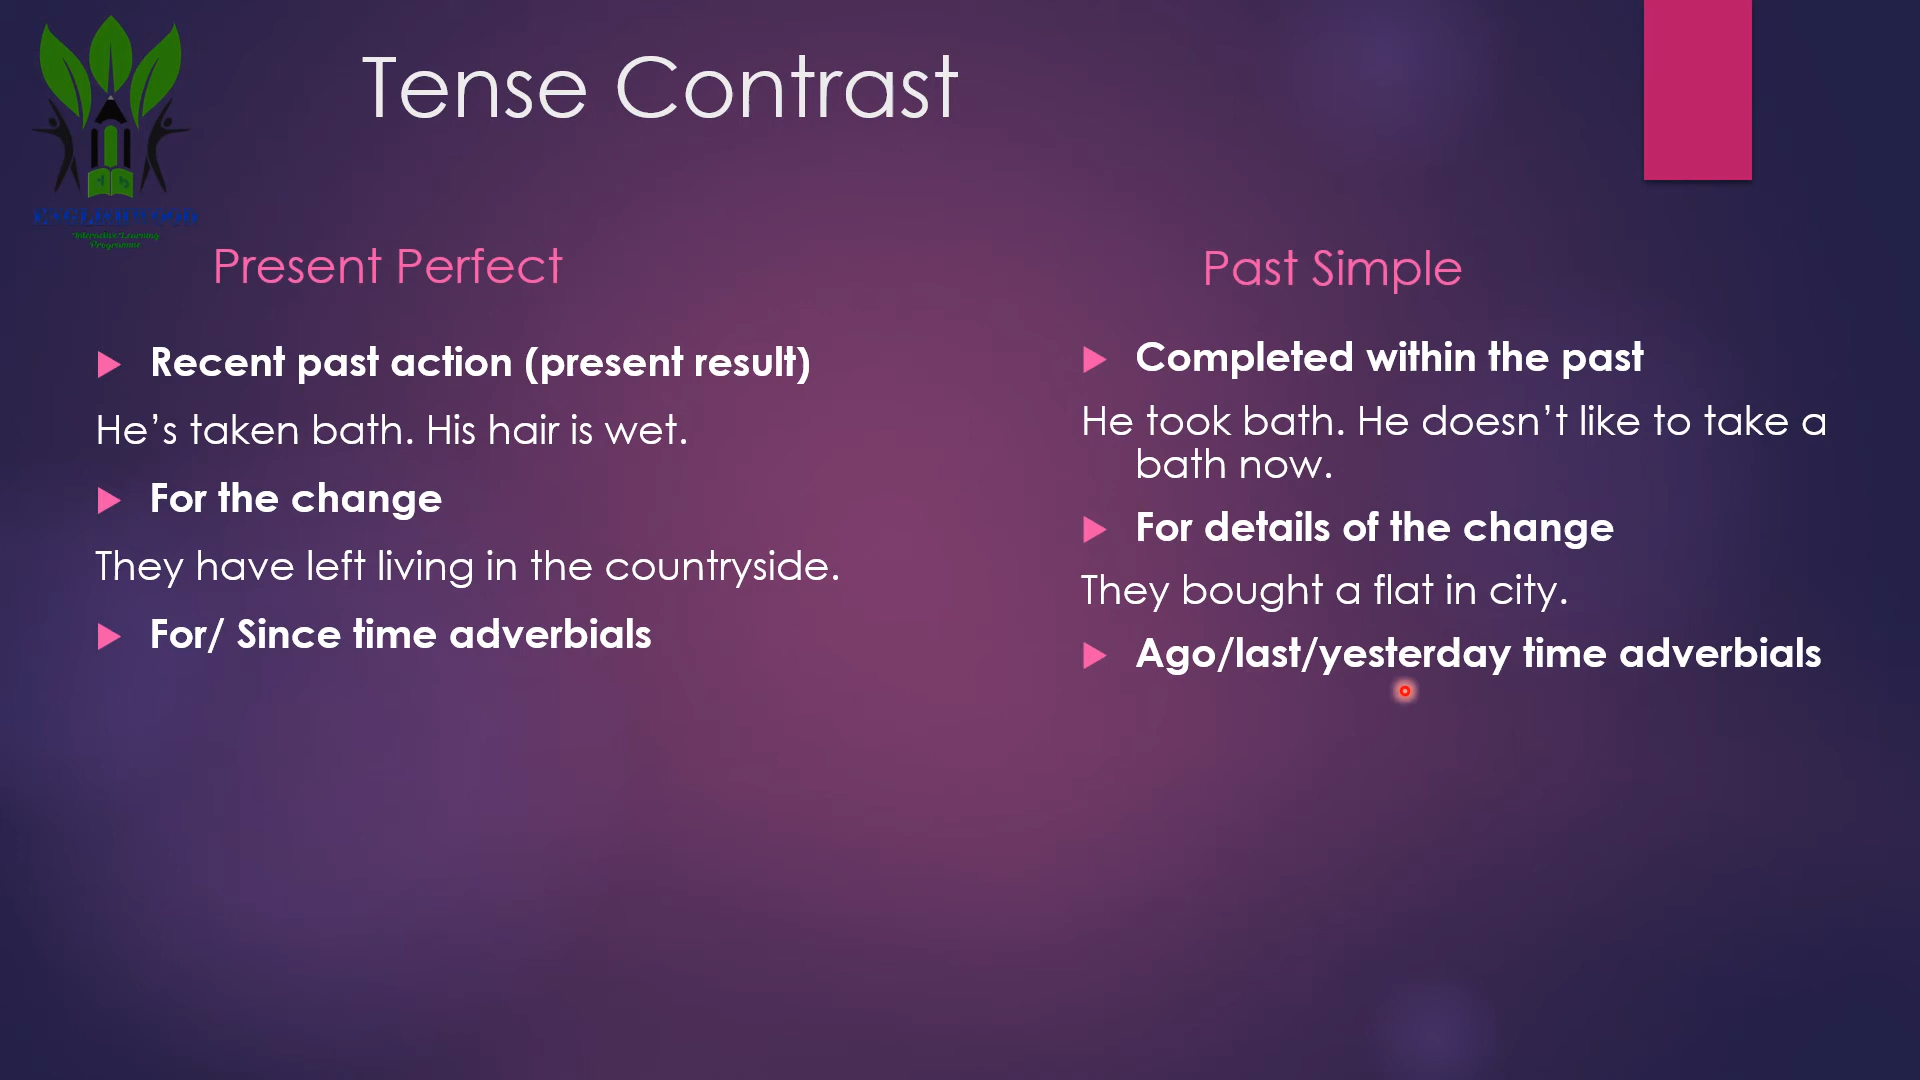 Tense Contrast
Interactive Learning
Programme
Present Perfect
Recent past action (present result)
He’s taken bath. His hair is wet.
For the change
They have left living in the countryside.
For/ Since time adverbials
Past Simple
Completed within the past
He took bath. He doesn’t like to take a
bath now.
For details of the change
They bought a flat in city.
Ago/last/yesterday time adverbials